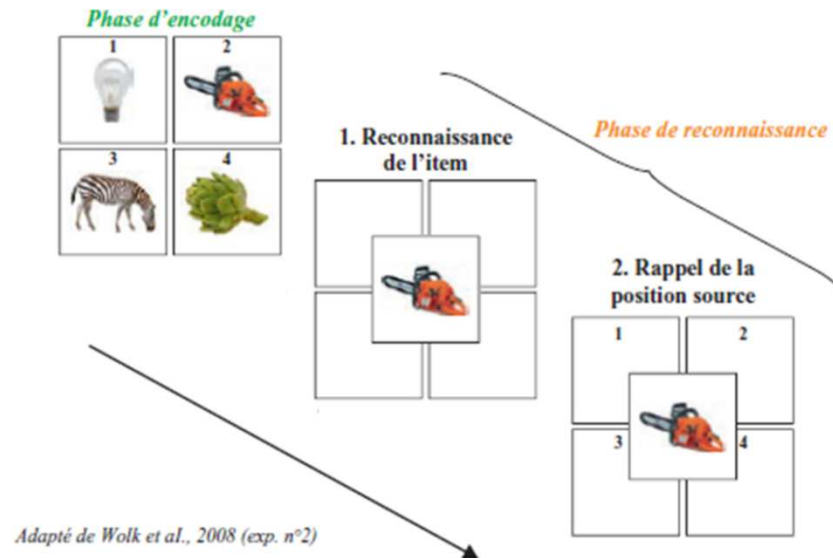 Phase d'encodage
1
2
3
4
Phase de reconnaissance
1. Reconnaissance
de l'item
2. Rappel de la
position source
1
2
3
4
Adapté de Wolk et al., 2008 (exp. n°2)